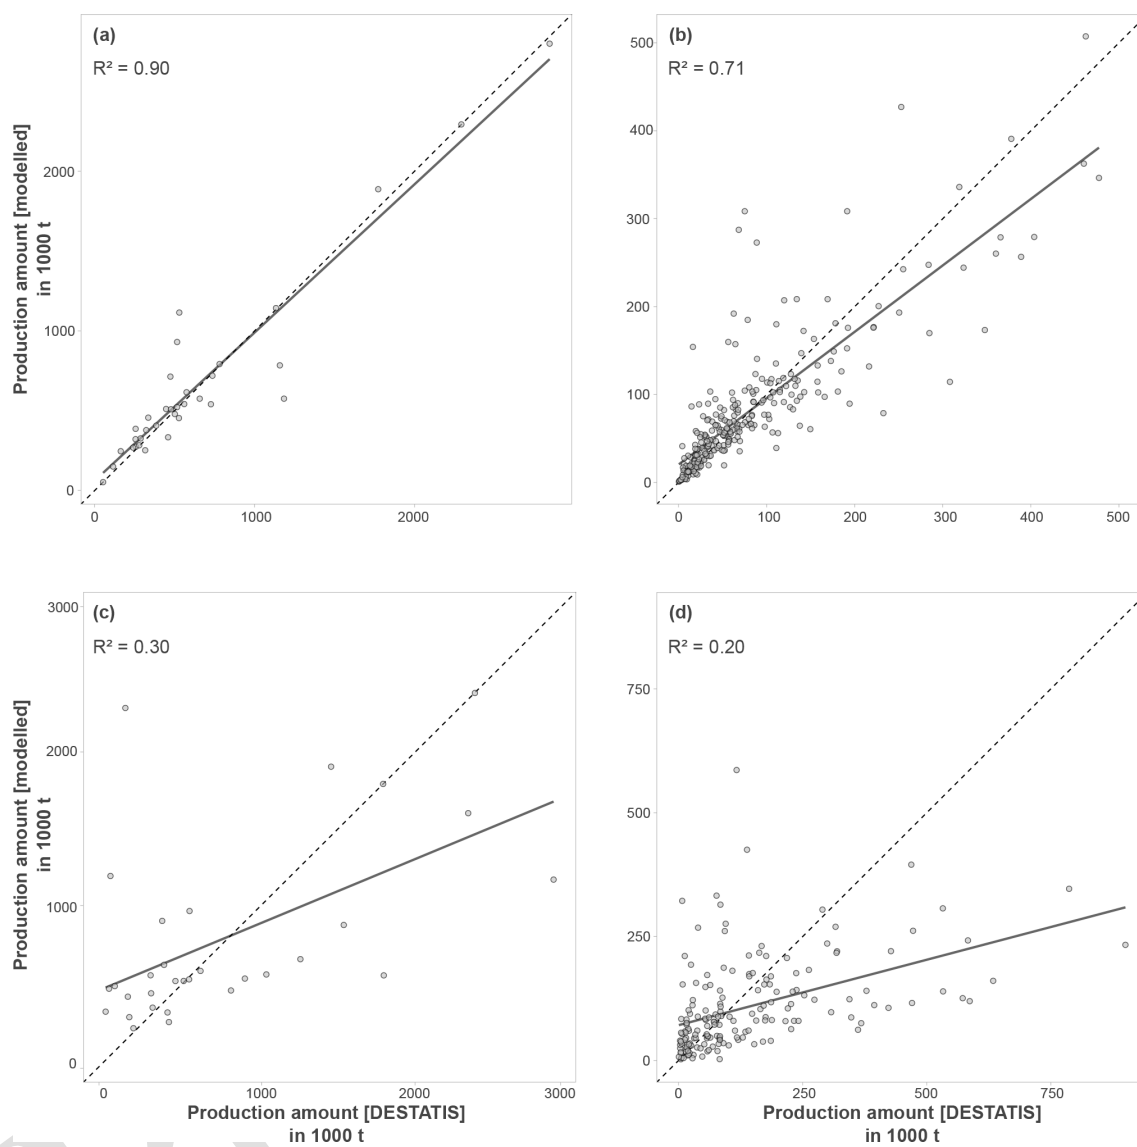 (a)
R² = 0.90
Production amount [modelled]
in 1000 t
2000
1000
0
0 1000 2000
(b)
R² = 0.71
500
400
300
200
100
0
0 100 200 300 400 500
(c)
R² = 0.30
Production amount [modelled]
in 1000 t
3000
2000
1000
0
0 1000 2000 3000
Production amount [DESTATIS]
in 1000 t
(d)
R² = 0.20
750
500
250
0
0 250 500 750
Production amount [DESTATIS]
in 1000 t